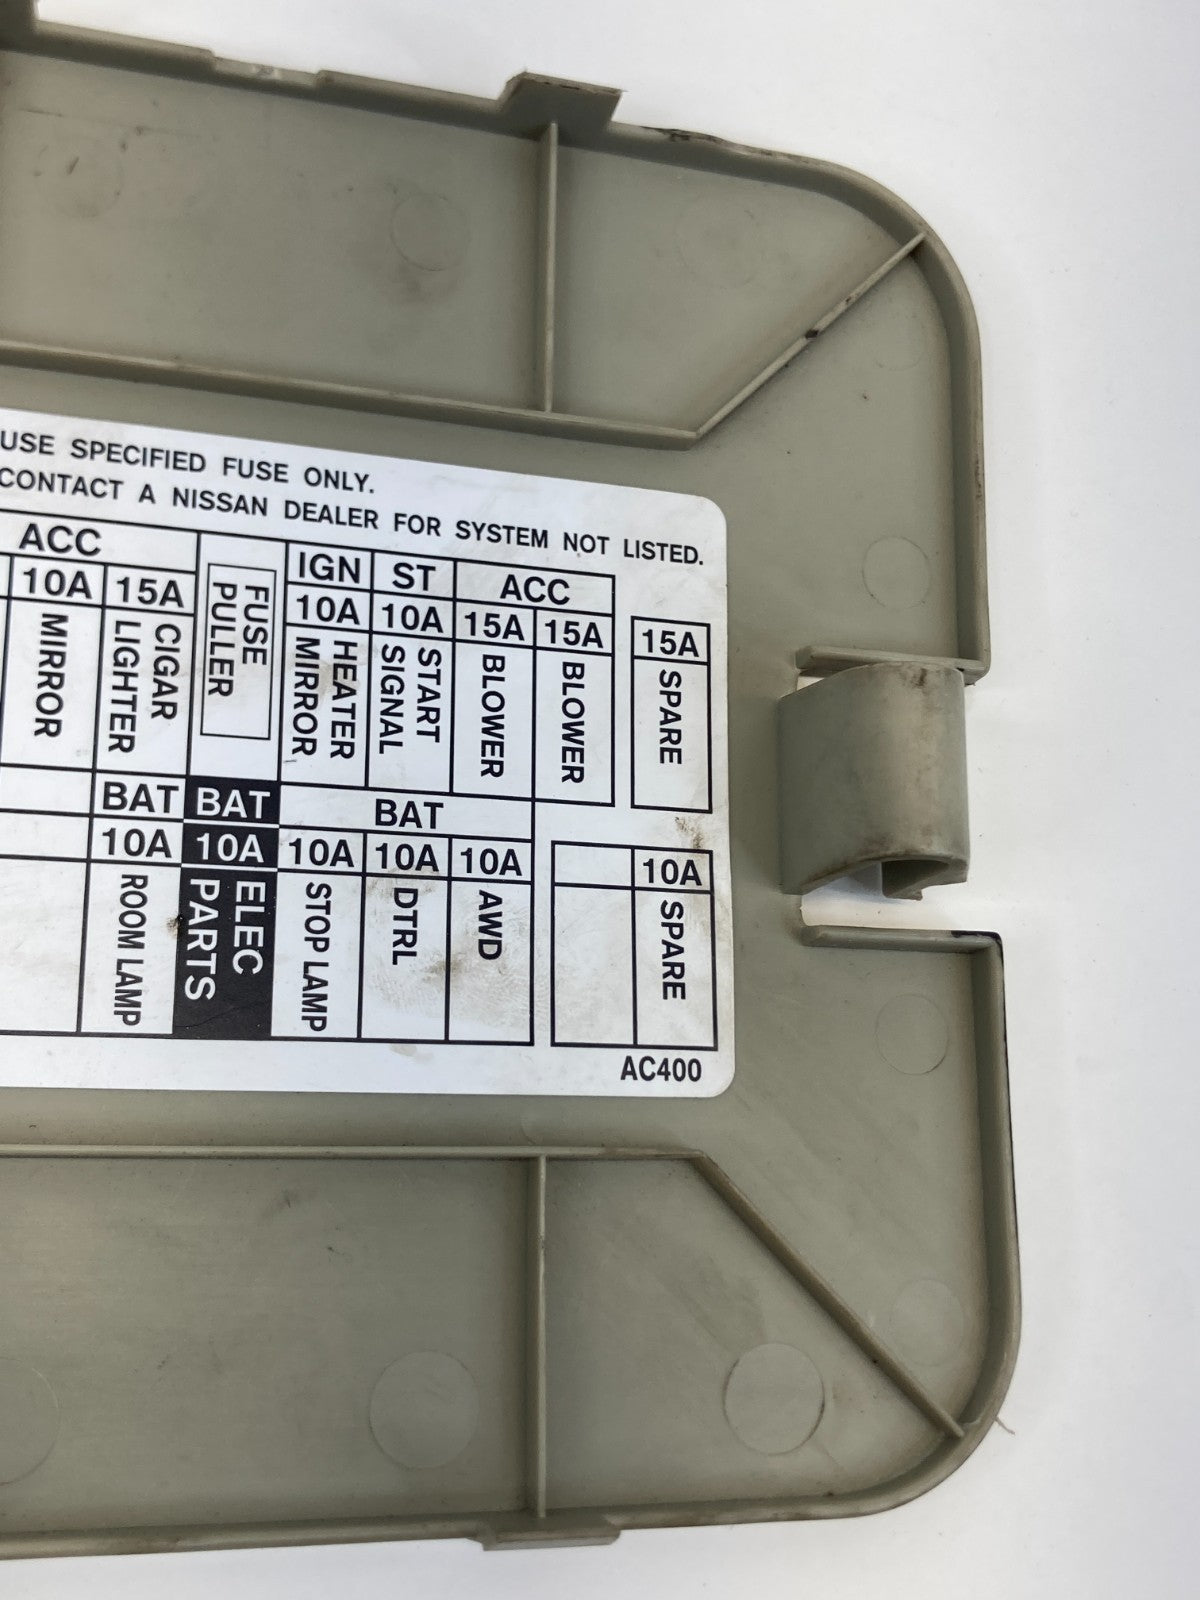 USE SPECIFIED FUSE ONLY.
CONTACT A NISSAN DEALER FOR SYSTEM NOT LISTED.
ACC
10A
MIRROR
15A
CIGAR
LIGHTER
FUSE
PULLER
IGN
10A
HEATER
MIRROR
ST
10A
START
SIGNAL
ACC
15A
BLOWER
15A
BLOWER
15A
SPARE
BAT
10A
ROOM LAMP
BAT
10A
ELEC
PARTS
BAT
10A
STOP LAMP
10A
DTRL
10A
AWD
10A
SPARE
AC400